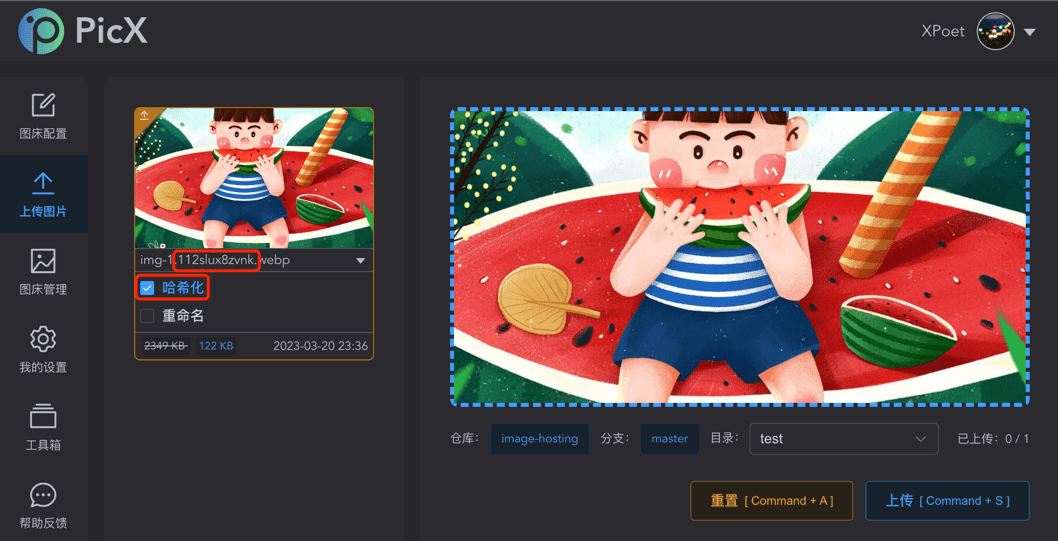 PicX
XPoet
图床配置
上传图片
图床管理
我的设置
工具箱
帮助反馈
img-1.112slux8zvnk.webp
哈希化
重命名
2349 KB 122 KB 2023-03-20 23:36
仓库: image-hosting 分支: master 目录: test 已上传: 0 / 1
重置 [ Command + A ] 上传 [ Command + S ]